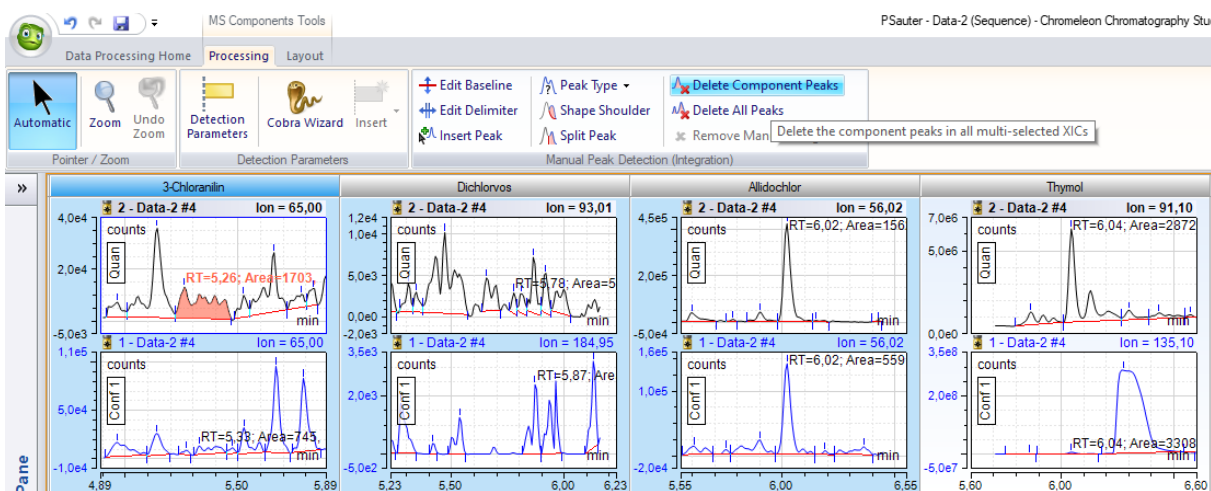 MS Components Tools
PSauter - Data-2 (Sequence) - Chromeleon Chromatography Stu
Data Processing Home Processing Layout
Automatic
Zoom
Undo
Zoom
Pointer / Zoom
Detection
Parameters
Cobra Wizard
Insert
Detection Parameters
Edit Baseline
Edit Delimiter
Insert Peak
Peak Type
Shape Shoulder
Split Peak
Delete Component Peaks
Delete All Peaks
Remove Man
Delete the component peaks in all multi-selected XICs
Manual Peak Detection (Integration)
»
Pane
3-Chloranilin
2 - Data-2 #4 Ion = 65,00
4,0e4
counts
Quan
2,0e4
RT=5,26; Area=1703,
min
-5,0e3
1 - Data-2 #4 Ion = 65,00
1,1e5
counts
Conf 1
5,0e4
RT=5,33; Area=745,
min
-1,0e4
4,89 5,50 5,89
Dichlorvos
2 - Data-2 #4 Ion = 93,01
1,2e4
1,0e4
counts
Quan
5,0e3
RT=5,78; Area=5
0,0e0
min
-2,0e3
1 - Data-2 #4 Ion = 184,95
3,5e3
counts
RT=5,87; Are
Conf 1
2,0e3
min
-5,0e2
5,23 5,50 6,00 6,23
Allidochlor
2 - Data-2 #4 Ion = 56,02
4,5e5
RT=6,02; Area=156
counts
Quan
2,0e5
min
-5,0e4
1 - Data-2 #4 Ion = 56,02
1,6e5
RT=6,02; Area=559
counts
Conf 1
1,0e5
min
-2,0e4
5,55 6,00 6,55
Thymol
2 - Data-2 #4 Ion = 91,10
7,0e6
RT=6,04; Area=2872
counts
Quan
5,0e6
min
0,0e0
1 - Data-2 #4 Ion = 135,10
3,5e8
counts
Conf 1
2,0e8
RT=6,04; Area=3308
min
-5,0e7
5,60 6,00 6,60